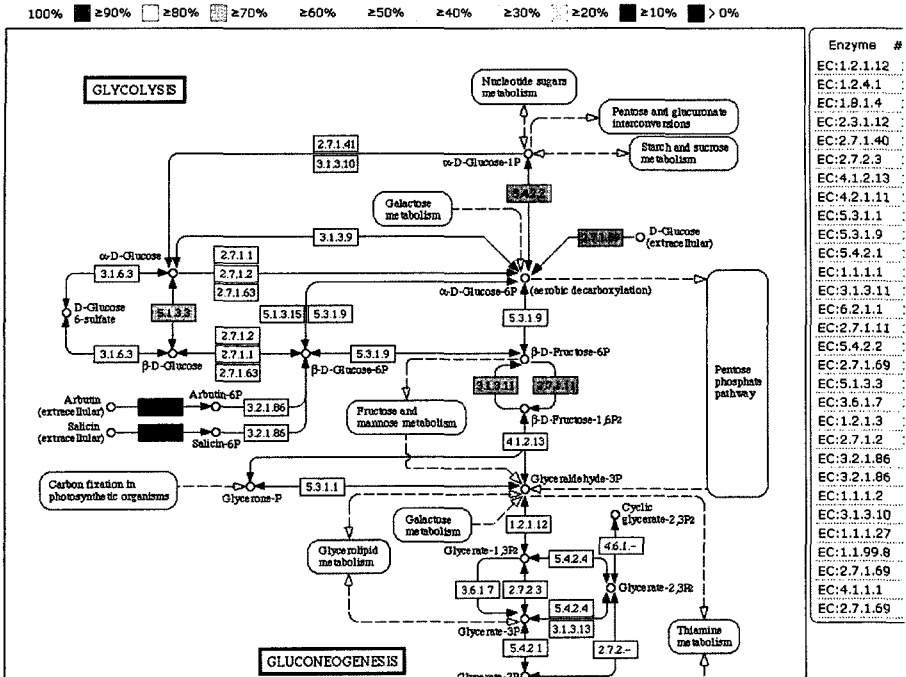 100% ≥90% ≥80% ≥70% ≥60% ≥50% ≥40% ≥30% ≥20% ≥10% > 0%
GLYCOLYSIS
Nucleotide sugars
metabolism
Pentose and glucuronate
interconversions
Starch and sucrose
metabolism
2.7.1.41
3.1.3.10
α-D-Glucose-1P
5.4.2.2
Galactose
metabolism
D-Glucose
(extracellular)
3.1.3.9
α-D-Glucose
3.1.6.3
2.7.1.1
2.7.1.2
2.7.1.63
α-D-Glucose-6P
(aerobic decarboxylation)
D-Glucose
6-sulfate
5.1.3.3
5.1.3.15
5.3.1.9
5.3.1.9
3.1.6.3
2.7.1.2
2.7.1.1
2.7.1.63
β-D-Glucose
β-D-Glucose-6P
5.3.1.9
β-D-Fructose-6P
3.1.3.11
2.7.1.11
Pentose
phosphate
pathway
Arbutin
(extracellular)
Arbutin-6P
3.2.1.86
Salicin
(extracellular)
Salicin-6P
3.2.1.86
Fructose and
mannose metabolism
β-D-Fructose-1,6P2
4.1.2.13
Carbon fixation in
photosynthetic organisms
Glycerone-P
5.3.1.1
Glyceraldehyde-3P
Galactose
metabolism
1.2.1.12
Cyclic
glycerate-2,3P2
Glycerolipid
metabolism
Glycerate-1,3P2
5.4.2.4
4.6.1.-
3.6.1.7
2.7.2.3
Glycerate-2,3P2
5.4.2.4
3.1.3.13
Glycerate-3P
Thiamine
metabolism
GLUCONEOGENESIS
5.4.2.1
2.7.2.-
Glycerate-2P
Enzyme #
EC:1.2.1.12
EC:1.2.4.1
EC:1.8.1.4
EC:2.3.1.12
EC:2.7.1.40
EC:2.7.2.3
EC:4.1.2.13
EC:4.2.1.11
EC:5.3.1.1
EC:5.3.1.9
EC:5.4.2.1
EC:1.1.1.1
EC:3.1.3.11
EC:6.2.1.1
EC:2.7.1.11
EC:5.4.2.2
EC:2.7.1.69
EC:5.1.3.3
EC:3.6.1.7
EC:1.2.1.3
EC:2.7.1.2
EC:3.2.1.86
EC:3.2.1.86
EC:1.1.1.2
EC:3.1.3.10
EC:1.1.1.27
EC:1.1.99.8
EC:2.7.1.69
EC:4.1.1.1
EC:2.7.1.69